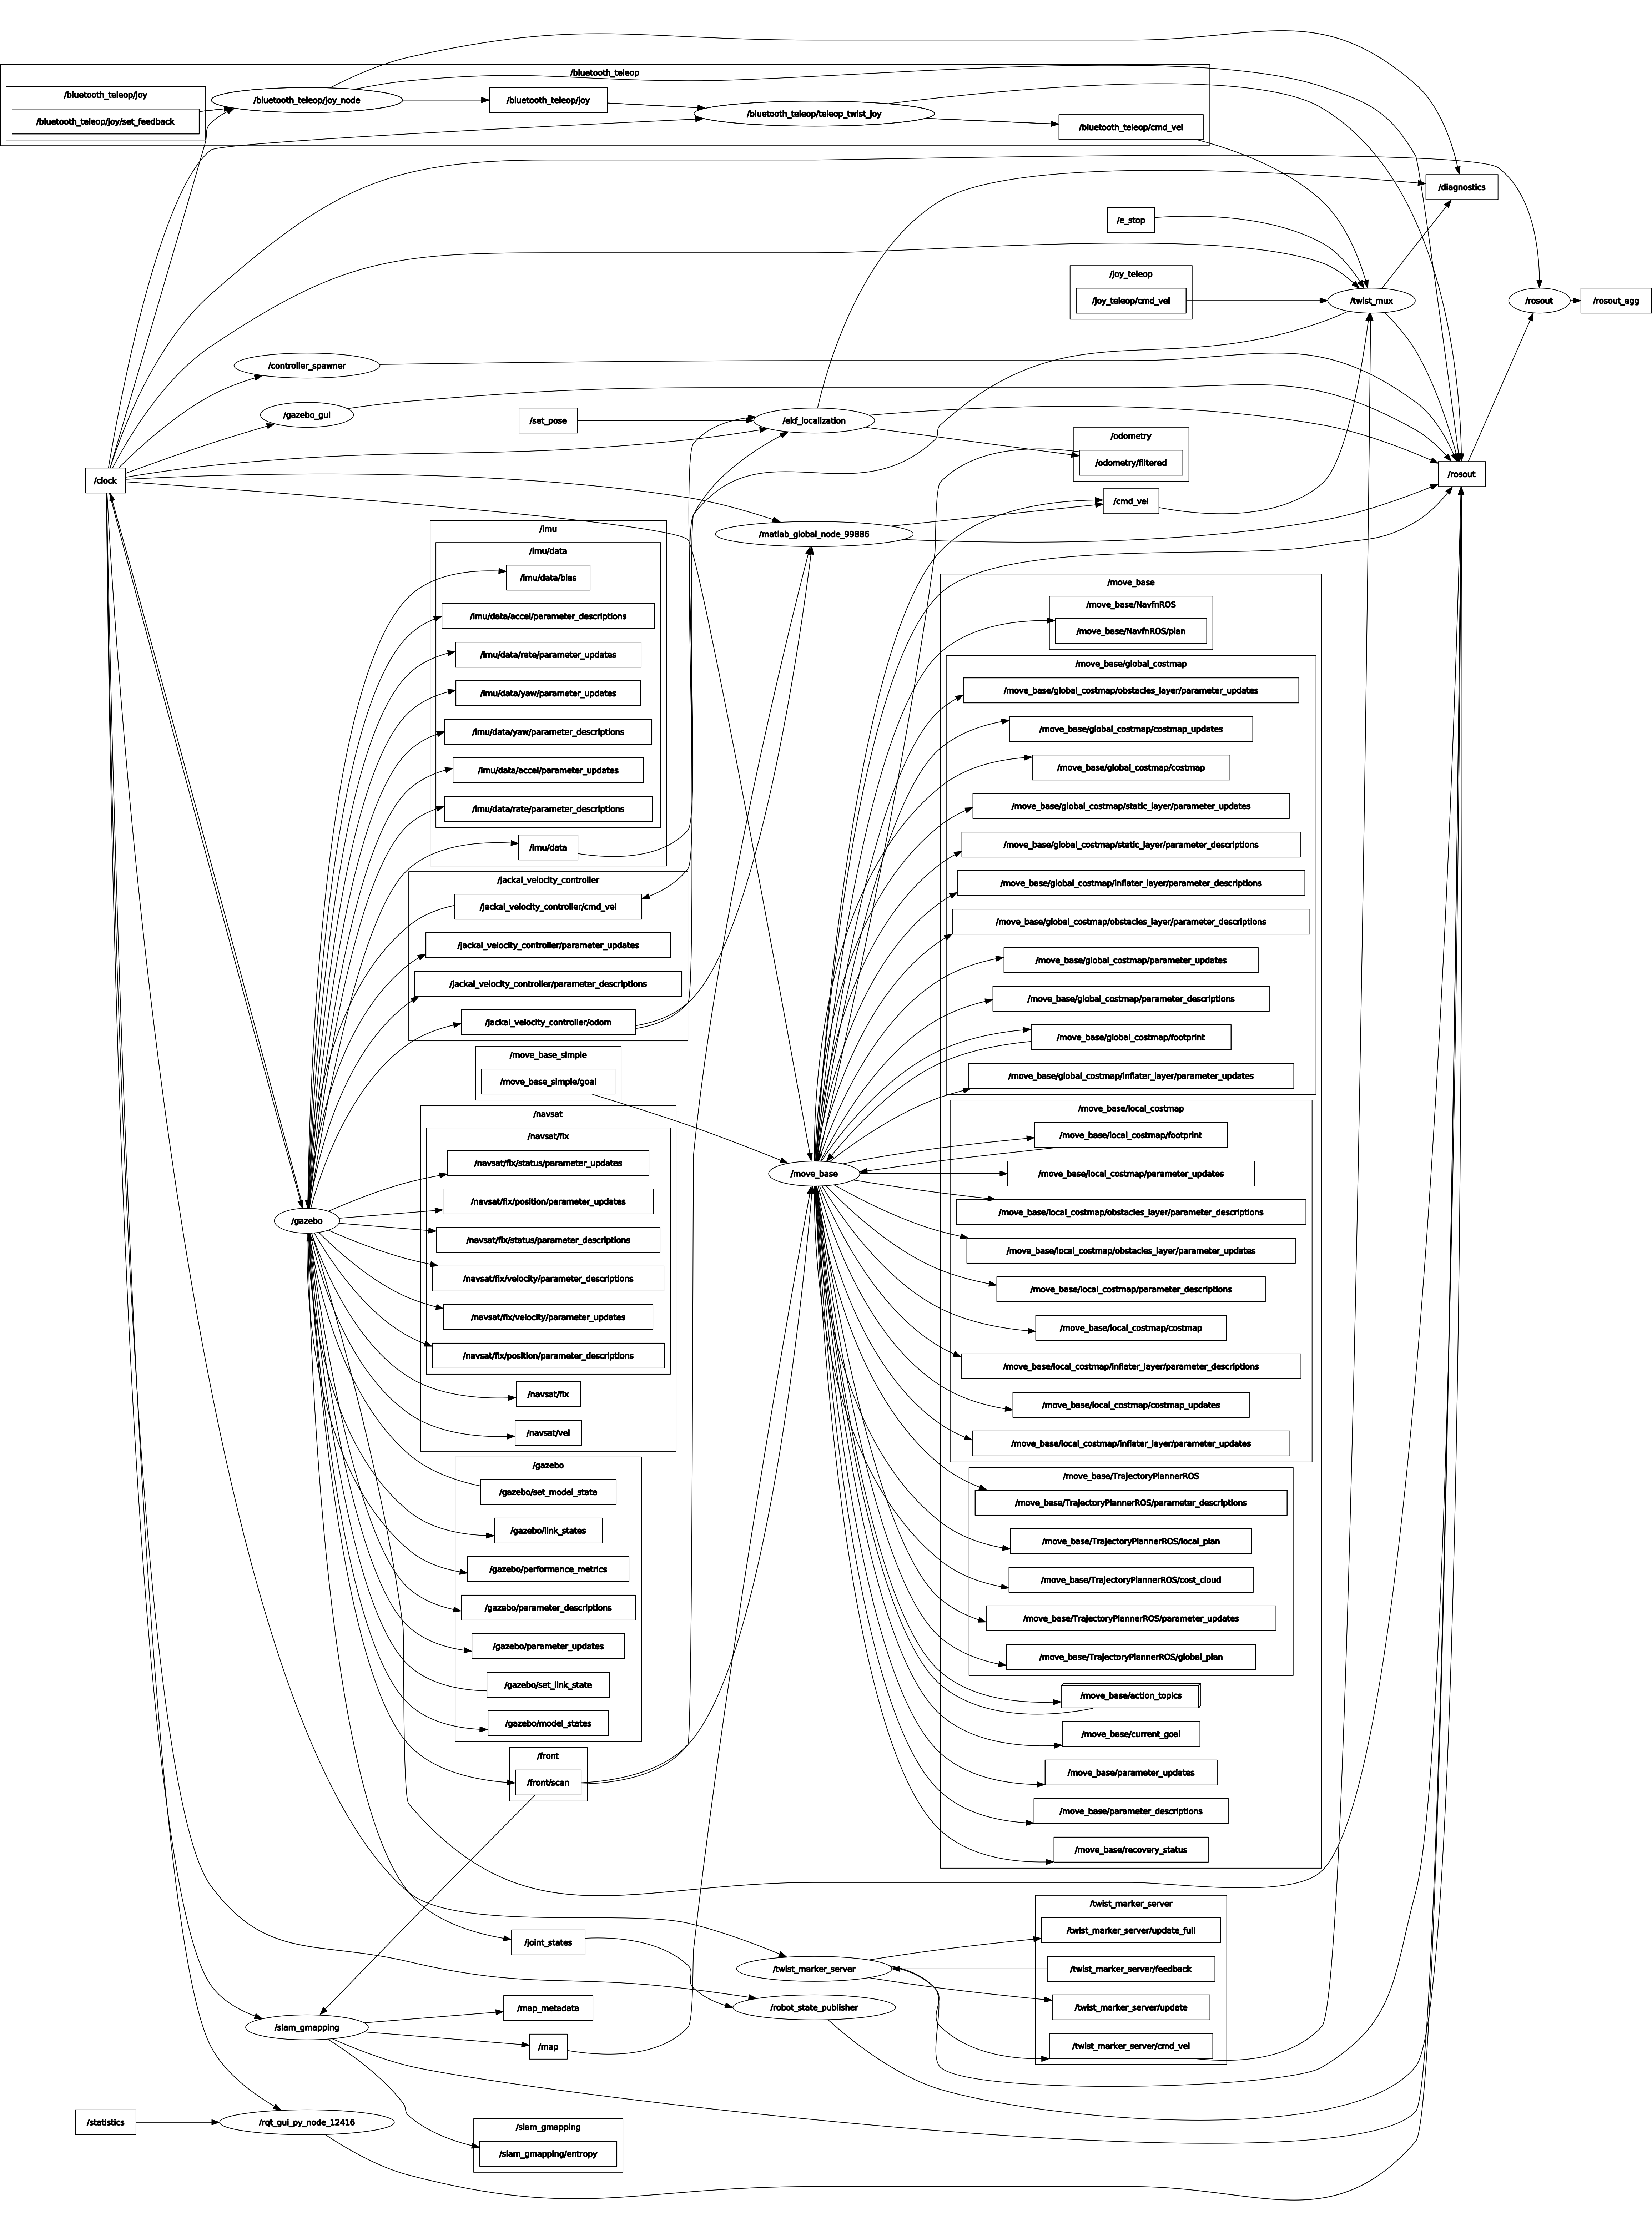 /bluetooth_teleop
/bluetooth_teleop/joy
/bluetooth_teleop/joy/set_feedback
/bluetooth_teleop/joy_node
/bluetooth_teleop/joy
/bluetooth_teleop/teleop_twist_joy
/bluetooth_teleop/cmd_vel
/diagnostics
/e_stop
/joy_teleop
/joy_teleop/cmd_vel
/twist_mux
/rosout
/rosout_agg
/controller_spawner
/gazebo_gui
/set_pose
/ekf_localization
/odometry
/odometry/filtered
/rosout
/clock
/cmd_vel
/matlab_global_node_99886
/imu
/imu/data
/imu/data/bias
/imu/data/accel/parameter_descriptions
/imu/data/rate/parameter_updates
/imu/data/yaw/parameter_updates
/imu/data/yaw/parameter_descriptions
/imu/data/accel/parameter_updates
/imu/data/rate/parameter_descriptions
/imu/data
/jackal_velocity_controller
/jackal_velocity_controller/cmd_vel
/jackal_velocity_controller/parameter_updates
/jackal_velocity_controller/parameter_descriptions
/jackal_velocity_controller/odom
/move_base_simple
/move_base_simple/goal
/navsat
/navsat/fix
/navsat/fix/status/parameter_updates
/navsat/fix/position/parameter_updates
/navsat/fix/status/parameter_descriptions
/navsat/fix/velocity/parameter_descriptions
/navsat/fix/velocity/parameter_updates
/navsat/fix/position/parameter_descriptions
/navsat/fix
/navsat/vel
/gazebo
/gazebo
/gazebo/set_model_state
/gazebo/link_states
/gazebo/performance_metrics
/gazebo/parameter_descriptions
/gazebo/parameter_updates
/gazebo/set_link_state
/gazebo/model_states
/front
/front/scan
/move_base
/move_base
/move_base/NavfnROS
/move_base/NavfnROS/plan
/move_base/global_costmap
/move_base/global_costmap/obstacles_layer/parameter_updates
/move_base/global_costmap/costmap_updates
/move_base/global_costmap/costmap
/move_base/global_costmap/static_layer/parameter_updates
/move_base/global_costmap/static_layer/parameter_descriptions
/move_base/global_costmap/inflater_layer/parameter_descriptions
/move_base/global_costmap/obstacles_layer/parameter_descriptions
/move_base/global_costmap/parameter_updates
/move_base/global_costmap/parameter_descriptions
/move_base/global_costmap/footprint
/move_base/global_costmap/inflater_layer/parameter_updates
/move_base/local_costmap
/move_base/local_costmap/footprint
/move_base/local_costmap/parameter_updates
/move_base/local_costmap/obstacles_layer/parameter_descriptions
/move_base/local_costmap/obstacles_layer/parameter_updates
/move_base/local_costmap/parameter_descriptions
/move_base/local_costmap/costmap
/move_base/local_costmap/inflater_layer/parameter_descriptions
/move_base/local_costmap/costmap_updates
/move_base/local_costmap/inflater_layer/parameter_updates
/move_base/TrajectoryPlannerROS
/move_base/TrajectoryPlannerROS/parameter_descriptions
/move_base/TrajectoryPlannerROS/local_plan
/move_base/TrajectoryPlannerROS/cost_cloud
/move_base/TrajectoryPlannerROS/parameter_updates
/move_base/TrajectoryPlannerROS/global_plan
/move_base/action_topics
/move_base/current_goal
/move_base/parameter_updates
/move_base/parameter_descriptions
/move_base/recovery_status
/joint_states
/twist_marker_server
/twist_marker_server
/twist_marker_server/update_full
/twist_marker_server/feedback
/twist_marker_server/update
/twist_marker_server/cmd_vel
/robot_state_publisher
/slam_gmapping
/map_metadata
/map
/statistics
/rqt_gui_py_node_12416
/slam_gmapping
/slam_gmapping/entropy